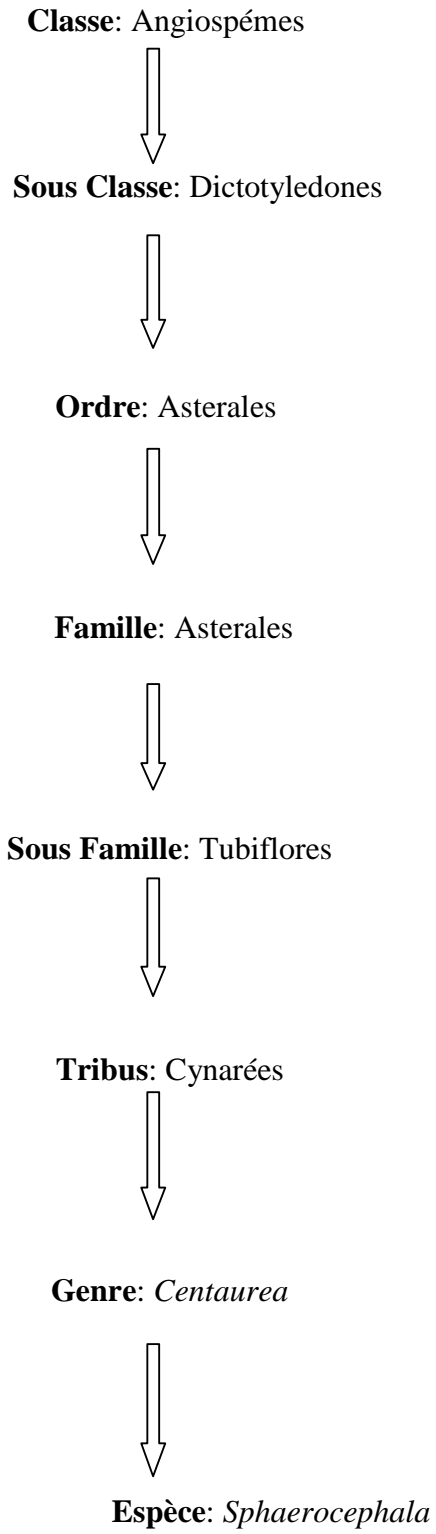 Classe: Angiospémes
Sous Classe: Dictotyledones
Ordre: Asterales
Famille: Asterales
Sous Famille: Tubiflores
Tribus: Cynarées
Genre: Centaurea
Espèce: Sphaerocephala